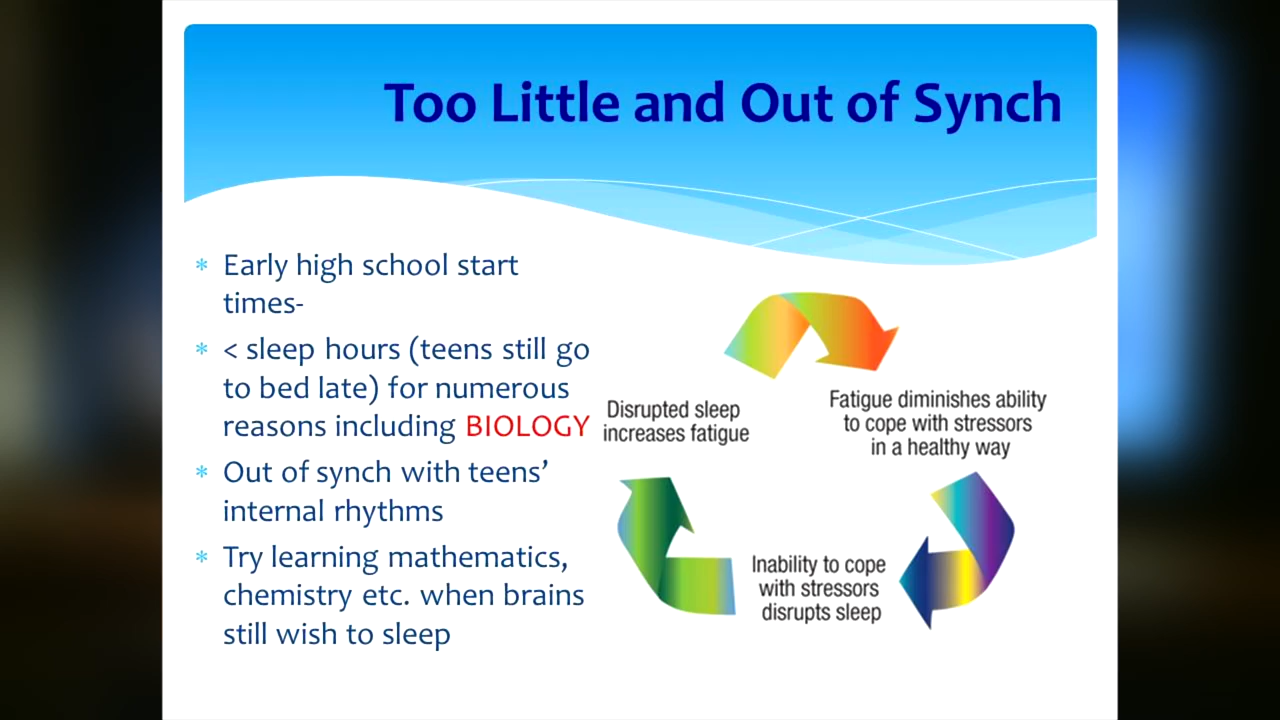 Too Little and Out of Synch
* Early high school start
times-
* < sleep hours (teens still go
to bed late) for numerous
reasons including BIOLOGY
* Out of synch with teens’
internal rhythms
* Try learning mathematics,
chemistry etc. when brains
still wish to sleep
Disrupted sleep
increases fatigue
Fatigue diminishes ability
to cope with stressors
in a healthy way
Inability to cope
with stressors
disrupts sleep